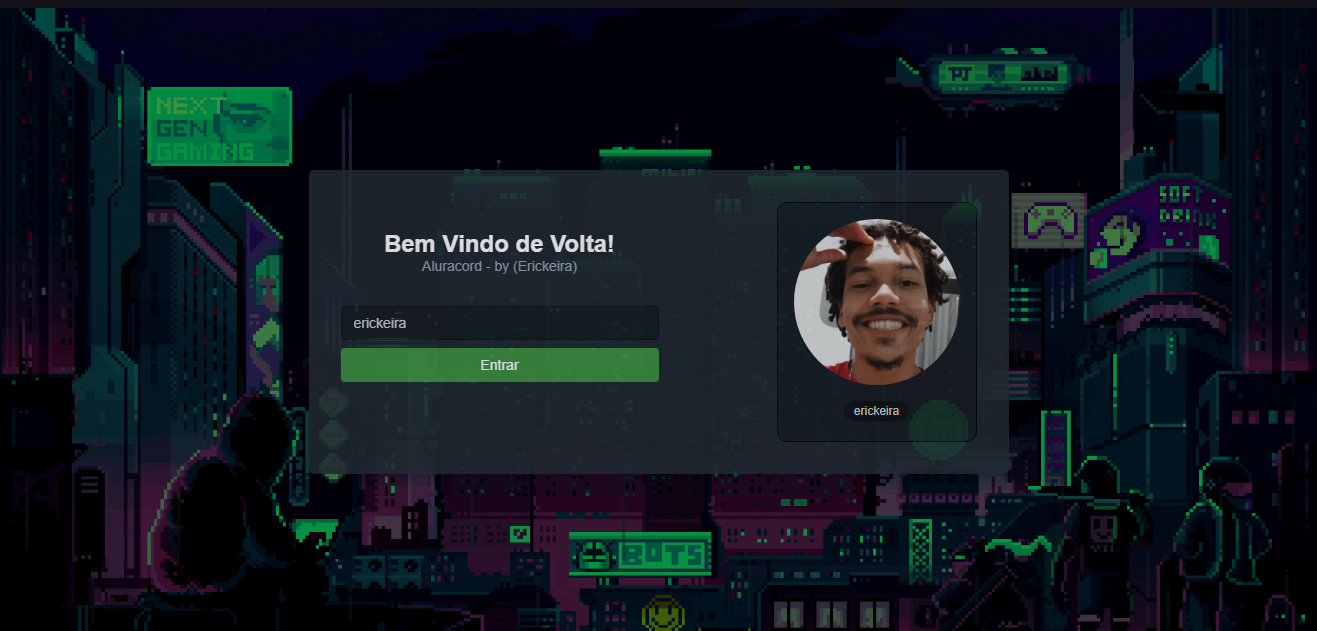 NEXT
GEN
GAMING
SOFT
DRINK
Bem Vindo de Volta!
Aluracord - by (Erickeira)
erickeira
Entrar
erickeira
BOTS